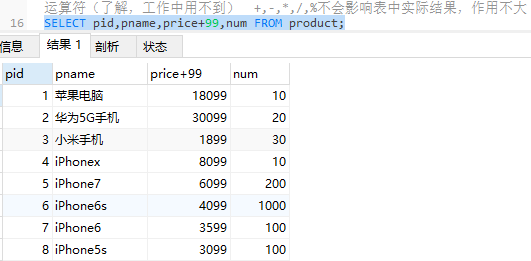 运算符（了解，工作中用不到） +,-,*,/,%不会影响表中实际结果，作用不大
16 SELECT pid,pname,price+99,num FROM product;
信息 结果 1 剖析 状态
pid pname price+99 num
1 苹果电脑 18099 10
2 华为5G手机 30099 20
3 小米手机 1899 30
4 iPhonex 8099 10
5 iPhone7 6099 200
6 iPhone6s 4099 1000
7 iPhone6 3599 100
8 iPhone5s 3099 100